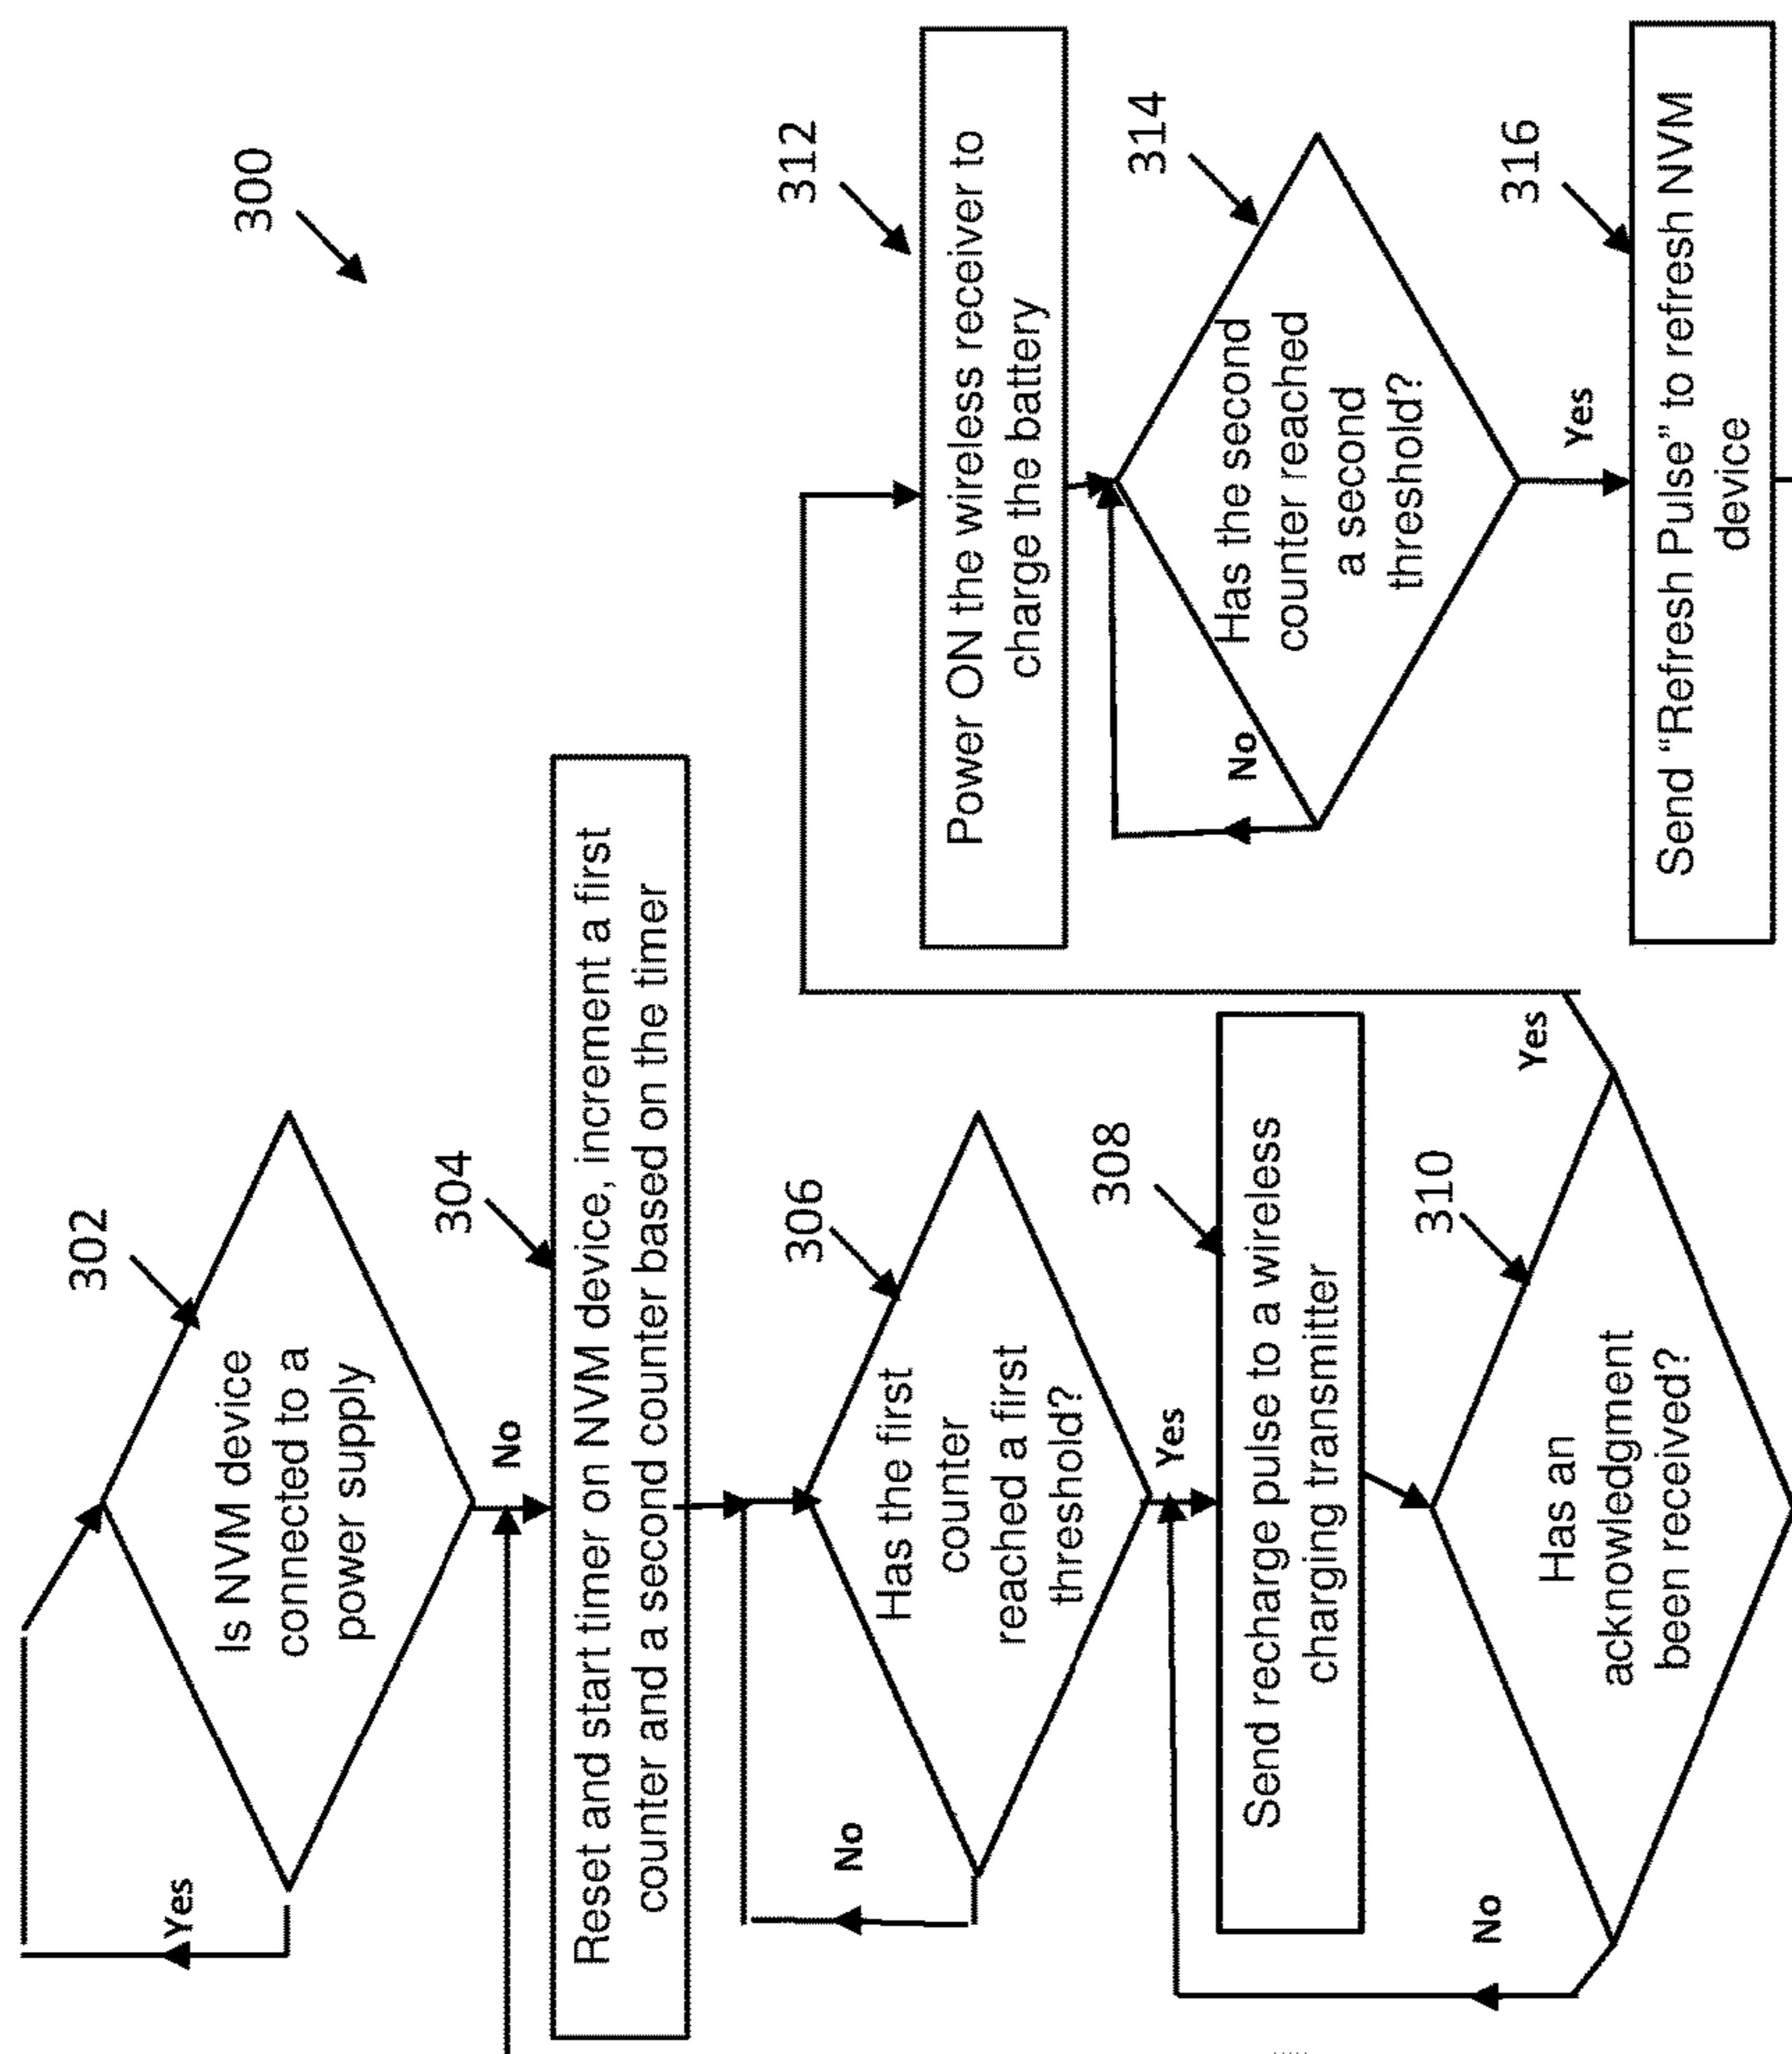 300
302
Is NVM device
connected to a
power supply
Yes
No
304
Reset and start timer on NVM device, increment a first
counter and a second counter based on the timer
306
Has the first
counter
reached a first
threshold?
No
Yes
308
Send recharge pulse to a wireless
charging transmitter
310
Has an
acknowledgment
been received?
No
Yes
312
Power ON the wireless receiver to
charge the battery
314
Has the second
counter reached
a second
threshold?
No
Yes
316
Send “Refresh Pulse” to refresh NVM
device